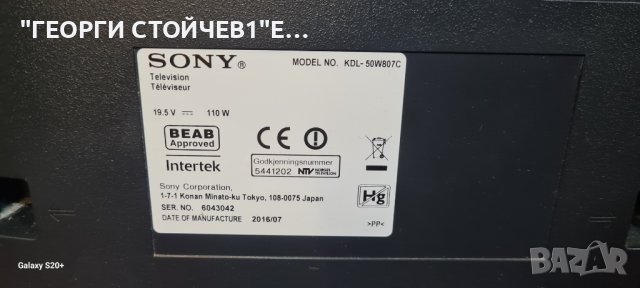 "ГЕОРГИ СТОЙЧЕВ1"Е...
SONY®
MODEL NO. KDL-50W807C
Television
Téléviseur
19.5 V ⎓ 110 W
BEAB
Approved
Intertek
CE
Godkjenningsnummer
5441202 NTV
Hg
Sony Corporation,
1-7-1 Konan Minato-ku Tokyo, 108-0075 Japan
SER. NO. 6043042
DATE OF MANUFACTURE 2016/07
>PP<
Galaxy S20+
BAZAR